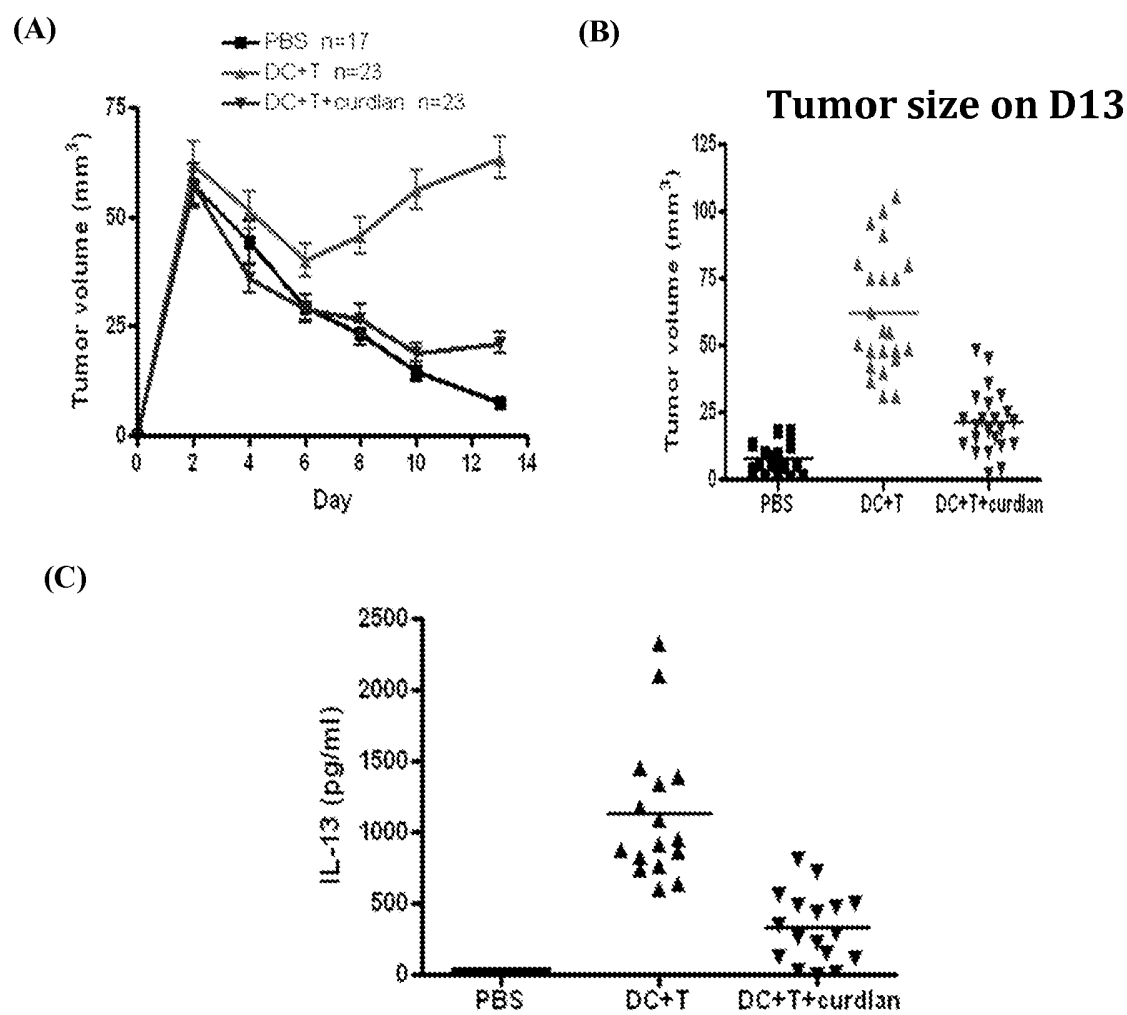 (A)
PBS n=17
DC+T n=23
DC+T+curdlan n=23
Tumor volume (mm³)
75
50
25
0
0 2 4 6 8 10 12 14
Day
(B)
Tumor size on D13
Tumor volume (mm³)
125
100
75
50
25
0
PBS DC+T DC+T+curdlan
(C)
IL-13 (pg/ml)
2500
2000
1500
1000
500
0
PBS DC+T DC+T+curdlan